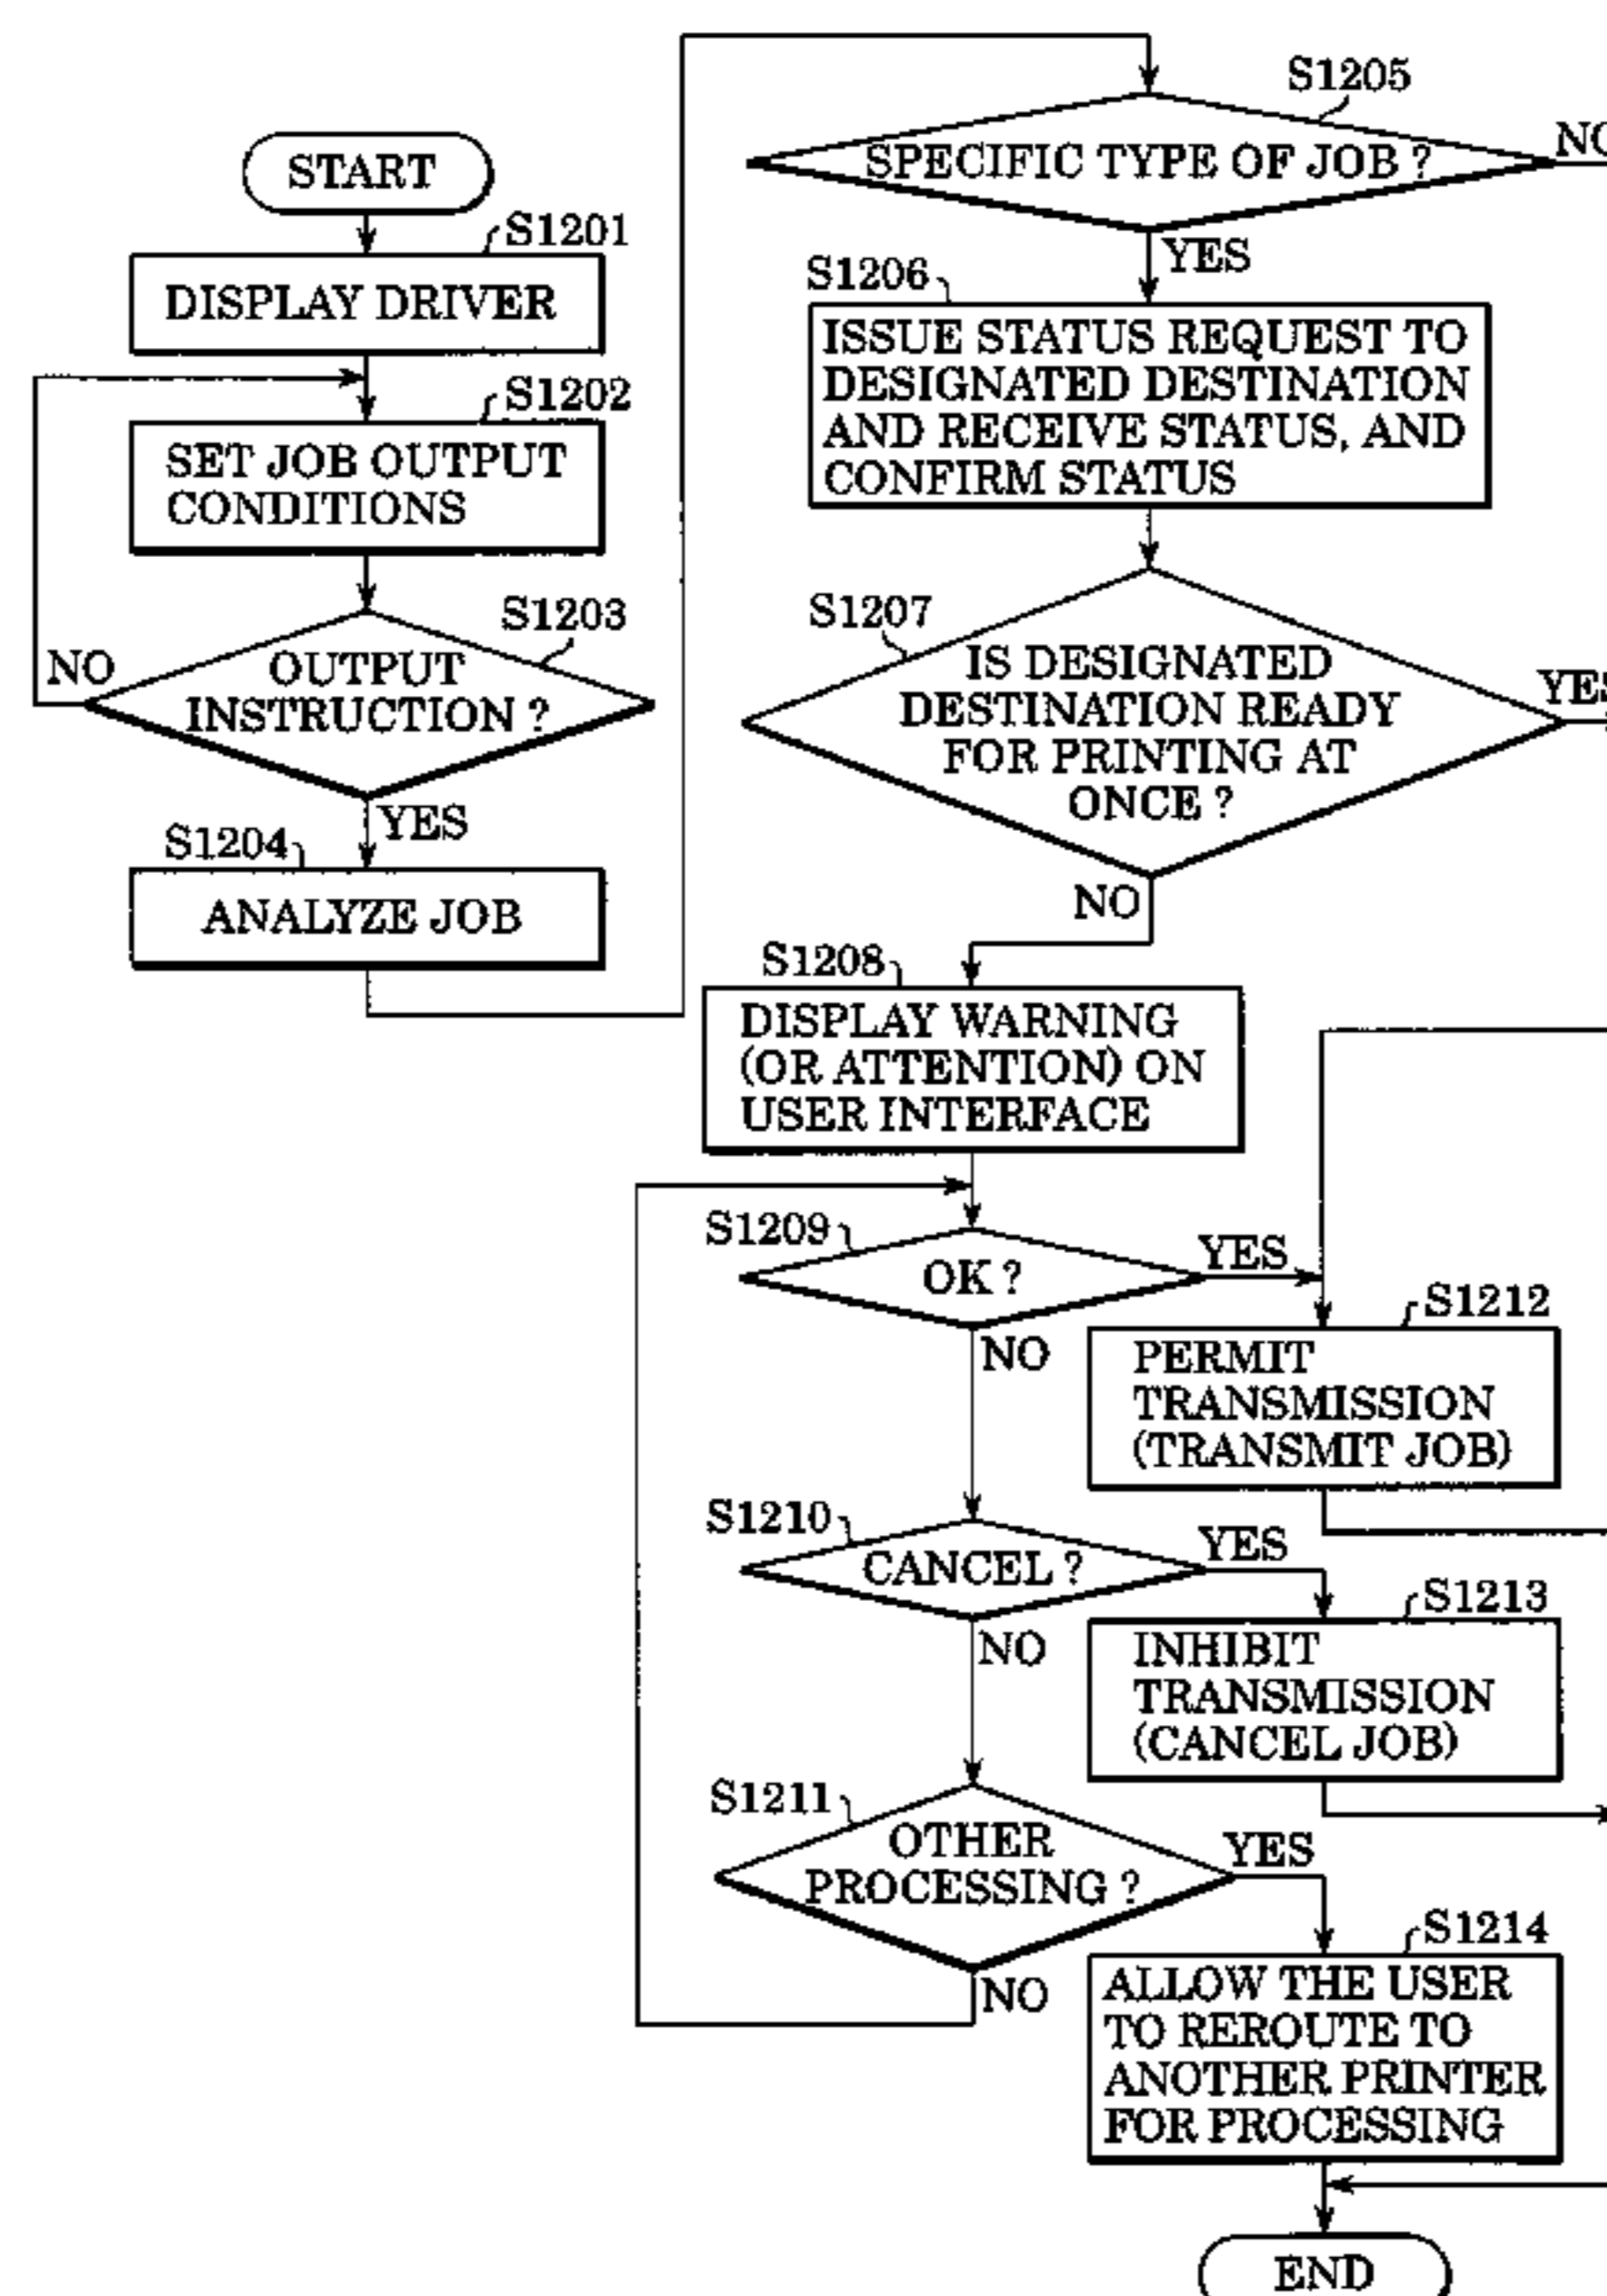 START
S1201
DISPLAY DRIVER
S1202
SET JOB OUTPUT
CONDITIONS
S1203
OUTPUT
INSTRUCTION ?
NO
YES
S1204
ANALYZE JOB
S1205
SPECIFIC TYPE OF JOB ?
YES
S1206
ISSUE STATUS REQUEST TO
DESIGNATED DESTINATION
AND RECEIVE STATUS, AND
CONFIRM STATUS
S1207
IS DESIGNATED
DESTINATION READY
FOR PRINTING AT
ONCE ?
YES
NO
S1208
DISPLAY WARNING
(OR ATTENTION) ON
USER INTERFACE
S1209
OK ?
YES
NO
S1212
PERMIT
TRANSMISSION
(TRANSMIT JOB)
S1210
CANCEL ?
YES
NO
S1213
INHIBIT
TRANSMISSION
(CANCEL JOB)
S1211
OTHER
PROCESSING ?
YES
NO
S1214
ALLOW THE USER
TO REROUTE TO
ANOTHER PRINTER
FOR PROCESSING
END